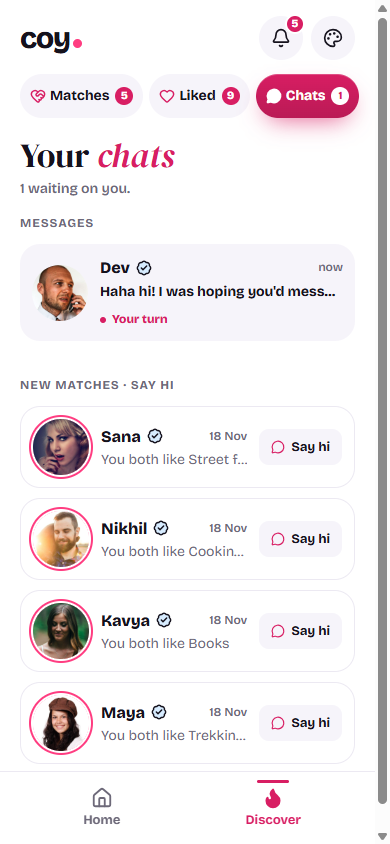 coy.
5
Matches 5
Liked 9
Chats 1
Your chats
1 waiting on you.
MESSAGES
Dev now
Haha hi! I was hoping you'd mess...
Your turn
NEW MATCHES · SAY HI
Sana 18 Nov
You both like Street f...
Say hi
Nikhil 18 Nov
You both like Cookin...
Say hi
Kavya 18 Nov
You both like Books
Say hi
Maya 18 Nov
You both like Trekkin...
Say hi
Home
Discover